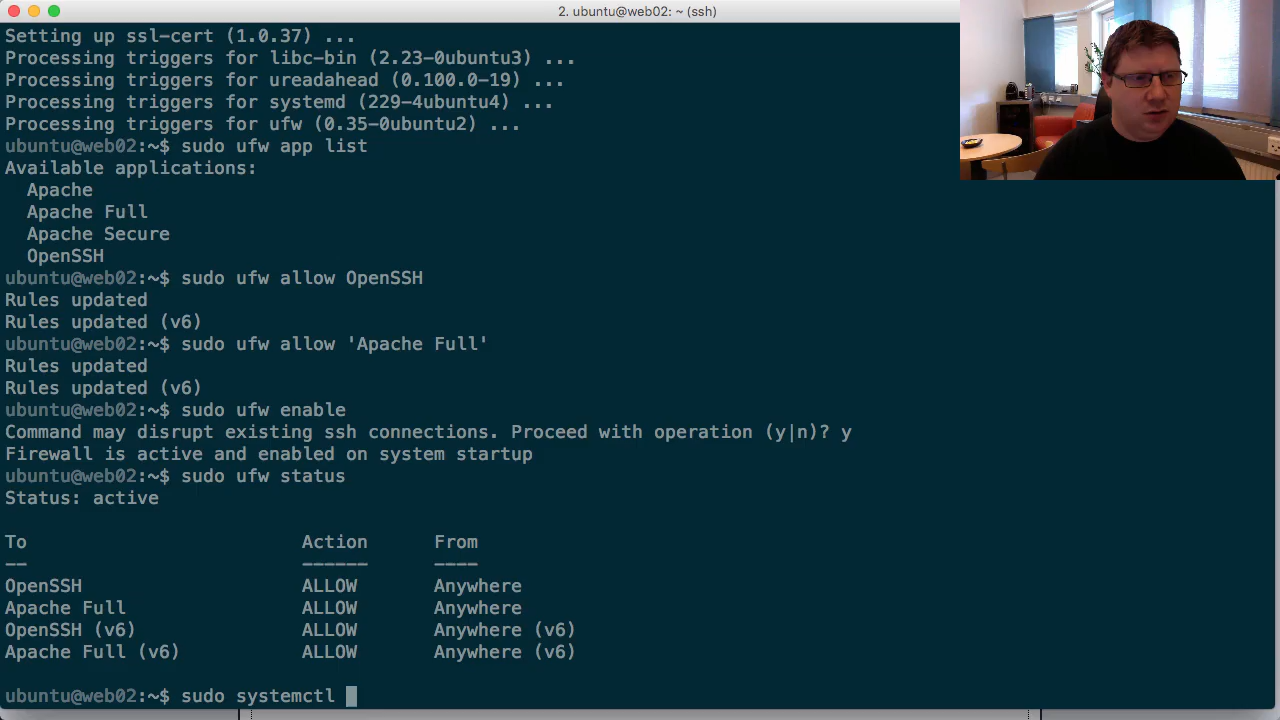 2. ubuntu@web02: ~ (ssh)
Setting up ssl-cert (1.0.37) ...
Processing triggers for libc-bin (2.23-0ubuntu3) ...
Processing triggers for ureadahead (0.100.0-19) ...
Processing triggers for systemd (229-4ubuntu4) ...
Processing triggers for ufw (0.35-0ubuntu2) ...
ubuntu@web02:~$ sudo ufw app list
Available applications:
  Apache
  Apache Full
  Apache Secure
  OpenSSH
ubuntu@web02:~$ sudo ufw allow OpenSSH
Rules updated
Rules updated (v6)
ubuntu@web02:~$ sudo ufw allow 'Apache Full'
Rules updated
Rules updated (v6)
ubuntu@web02:~$ sudo ufw enable
Command may disrupt existing ssh connections. Proceed with operation (y|n)? y
Firewall is active and enabled on system startup
ubuntu@web02:~$ sudo ufw status
Status: active
To                         Action      From
--                         ------      ----
OpenSSH                    ALLOW       Anywhere
Apache Full                ALLOW       Anywhere
OpenSSH (v6)               ALLOW       Anywhere (v6)
Apache Full (v6)           ALLOW       Anywhere (v6)
ubuntu@web02:~$ sudo systemctl